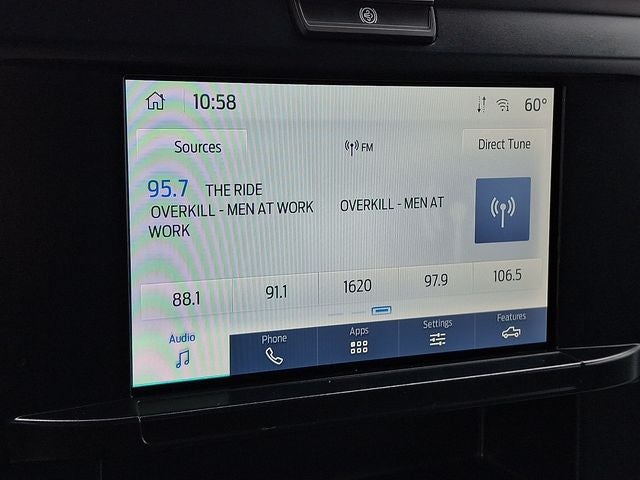 10:58
60°
Sources
FM
Direct Tune
95.7 THE RIDE
OVERKILL - MEN AT WORK OVERKILL - MEN AT
WORK
88.1 91.1 1620 97.9 106.5
Audio Phone Apps Settings Features